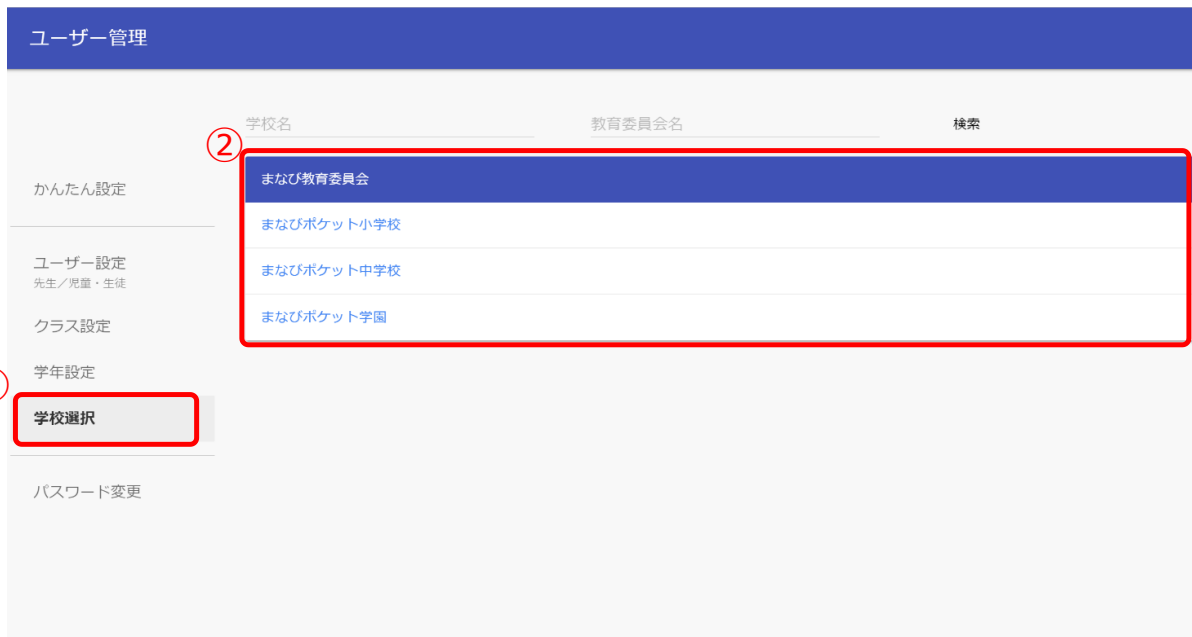 ユーザー管理
学校名 教育委員会名 検索
②
まなび教育委員会
まなびポケット小学校
まなびポケット中学校
まなびポケット学園
かんたん設定
ユーザー設定
先生／児童・生徒
クラス設定
学年設定
学校選択
パスワード変更